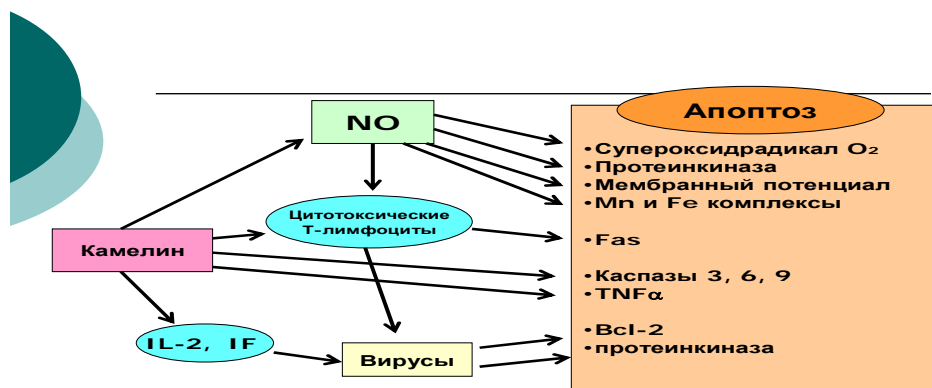 Апоптоз
NO
•Супероксидрадикал O₂
•Протеинкиназа
•Мембранный потенциал
•Mn и Fe комплексы
Цитотоксические
Т-лимфоциты
•Fas
Камелин
•Каспазы 3, 6, 9
•TNFα
•Bcl-2
•протеинкиназа
IL-2, IF
Вирусы